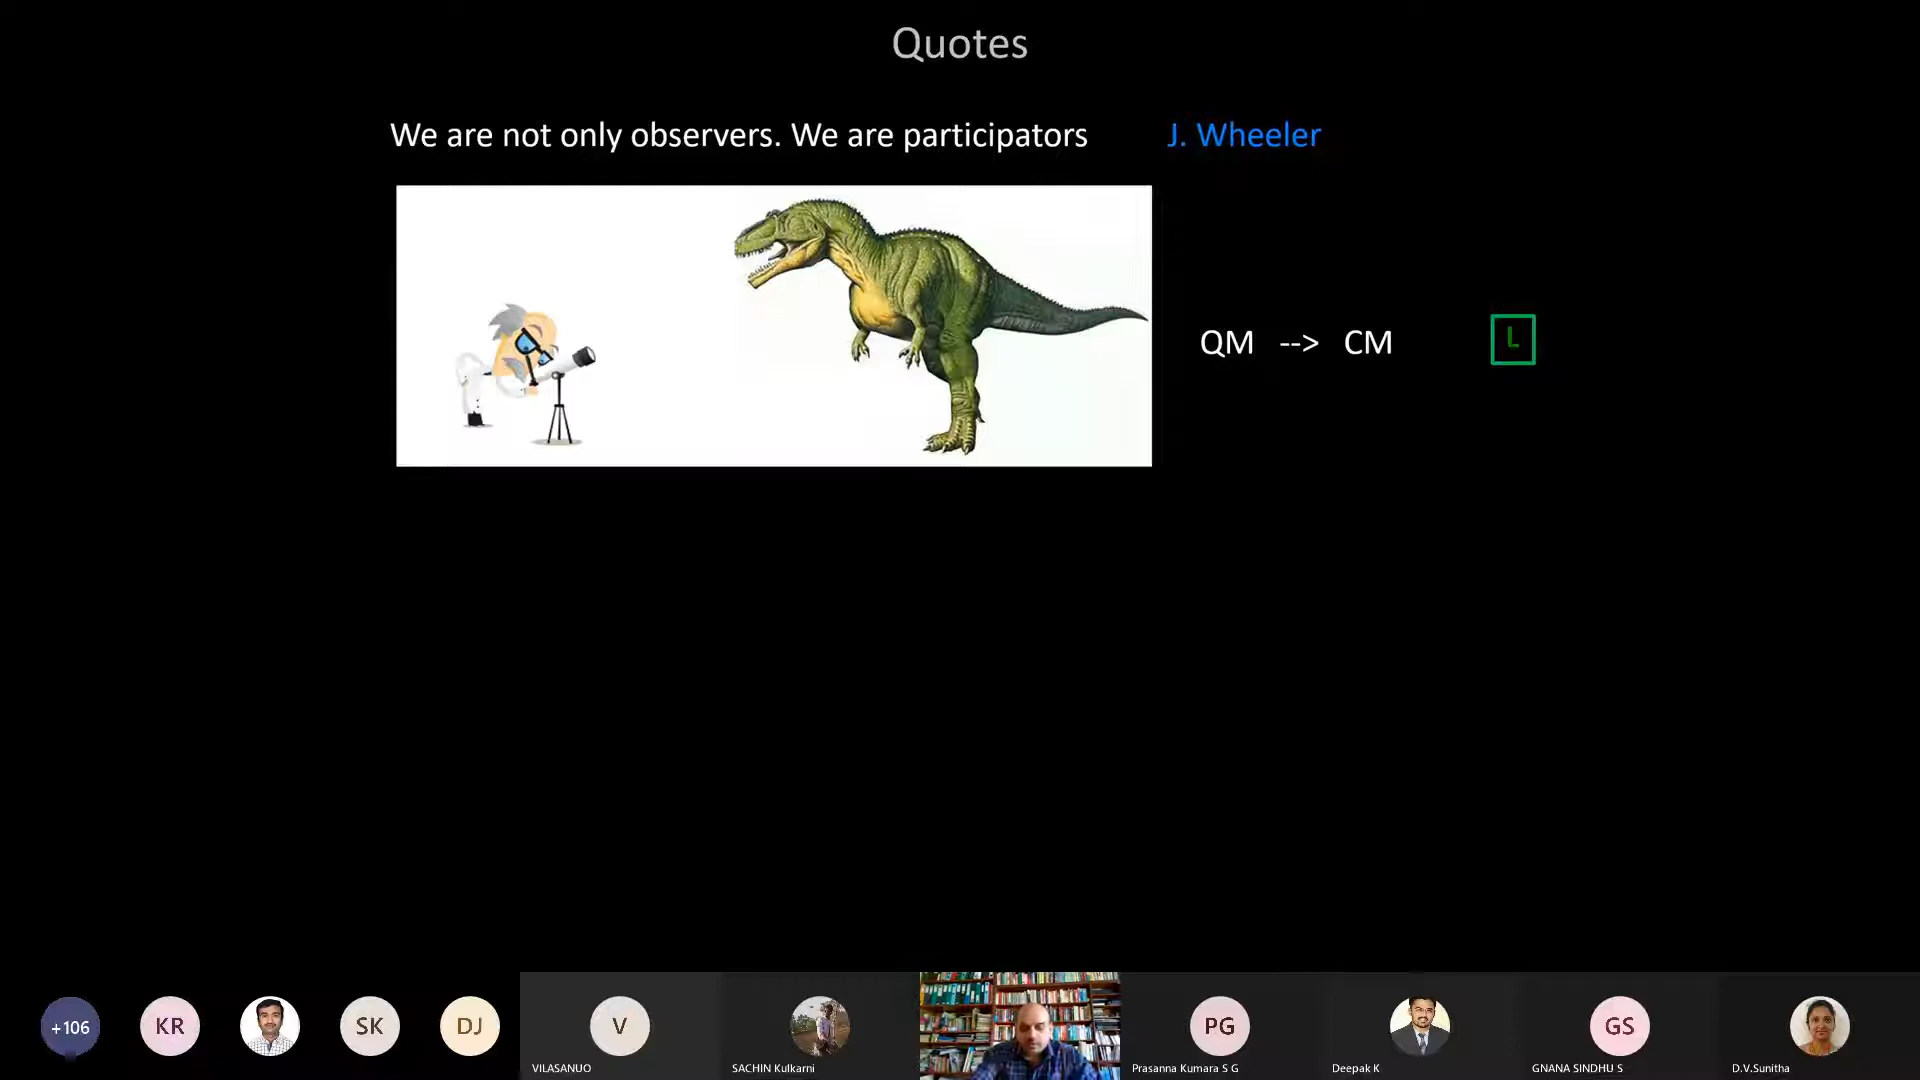 Quotes
We are not only observers. We are participators J. Wheeler
QM --> CM L
+106 KR SK DJ V PG GS
VILASANUO SACHIN Kulkarni Prasanna Kumara S G Deepak K GNANA SINDHU S D.V.Sunitha